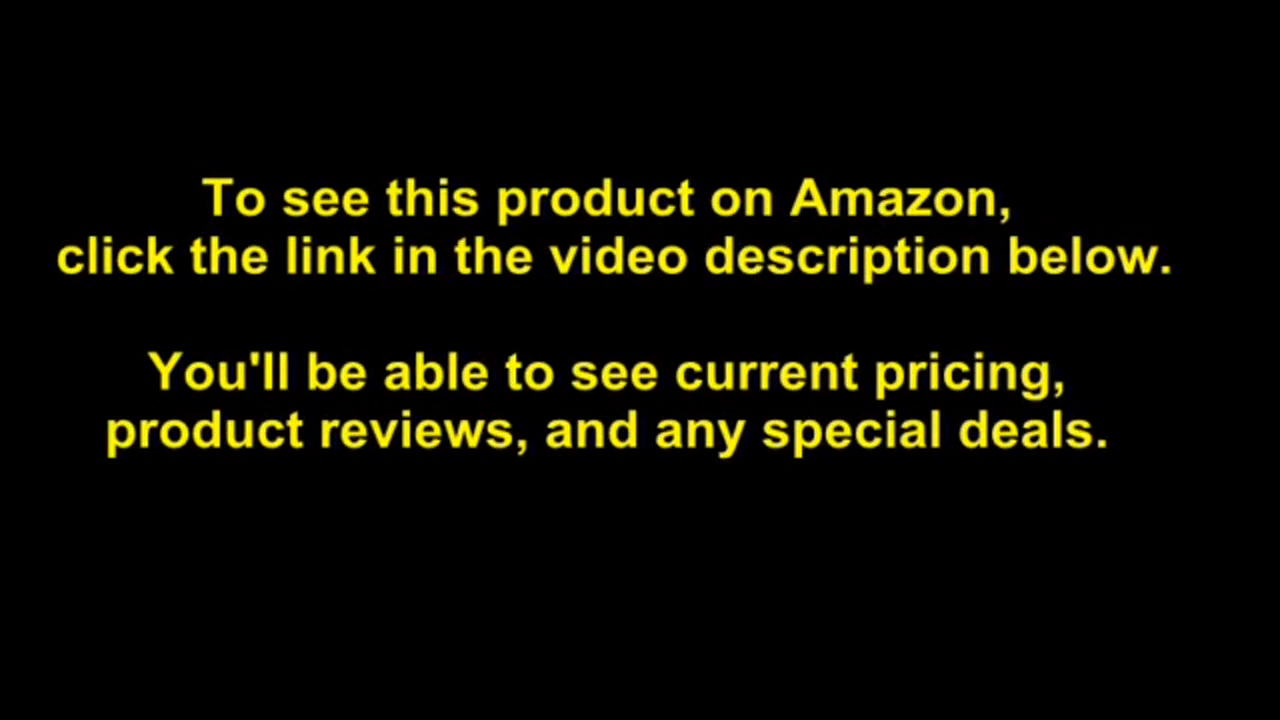 To see this product on Amazon,
click the link in the video description below.
You'll be able to see current pricing,
product reviews, and any special deals.